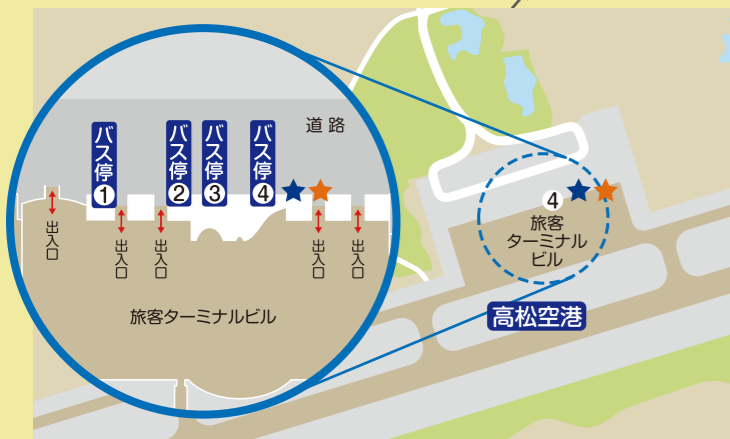 バス停①
バス停②
バス停③
バス停④
道路
出入口
出入口
出入口
出入口
出入口
旅客ターミナルビル
④
旅客
ターミナル
ビル
高松空港